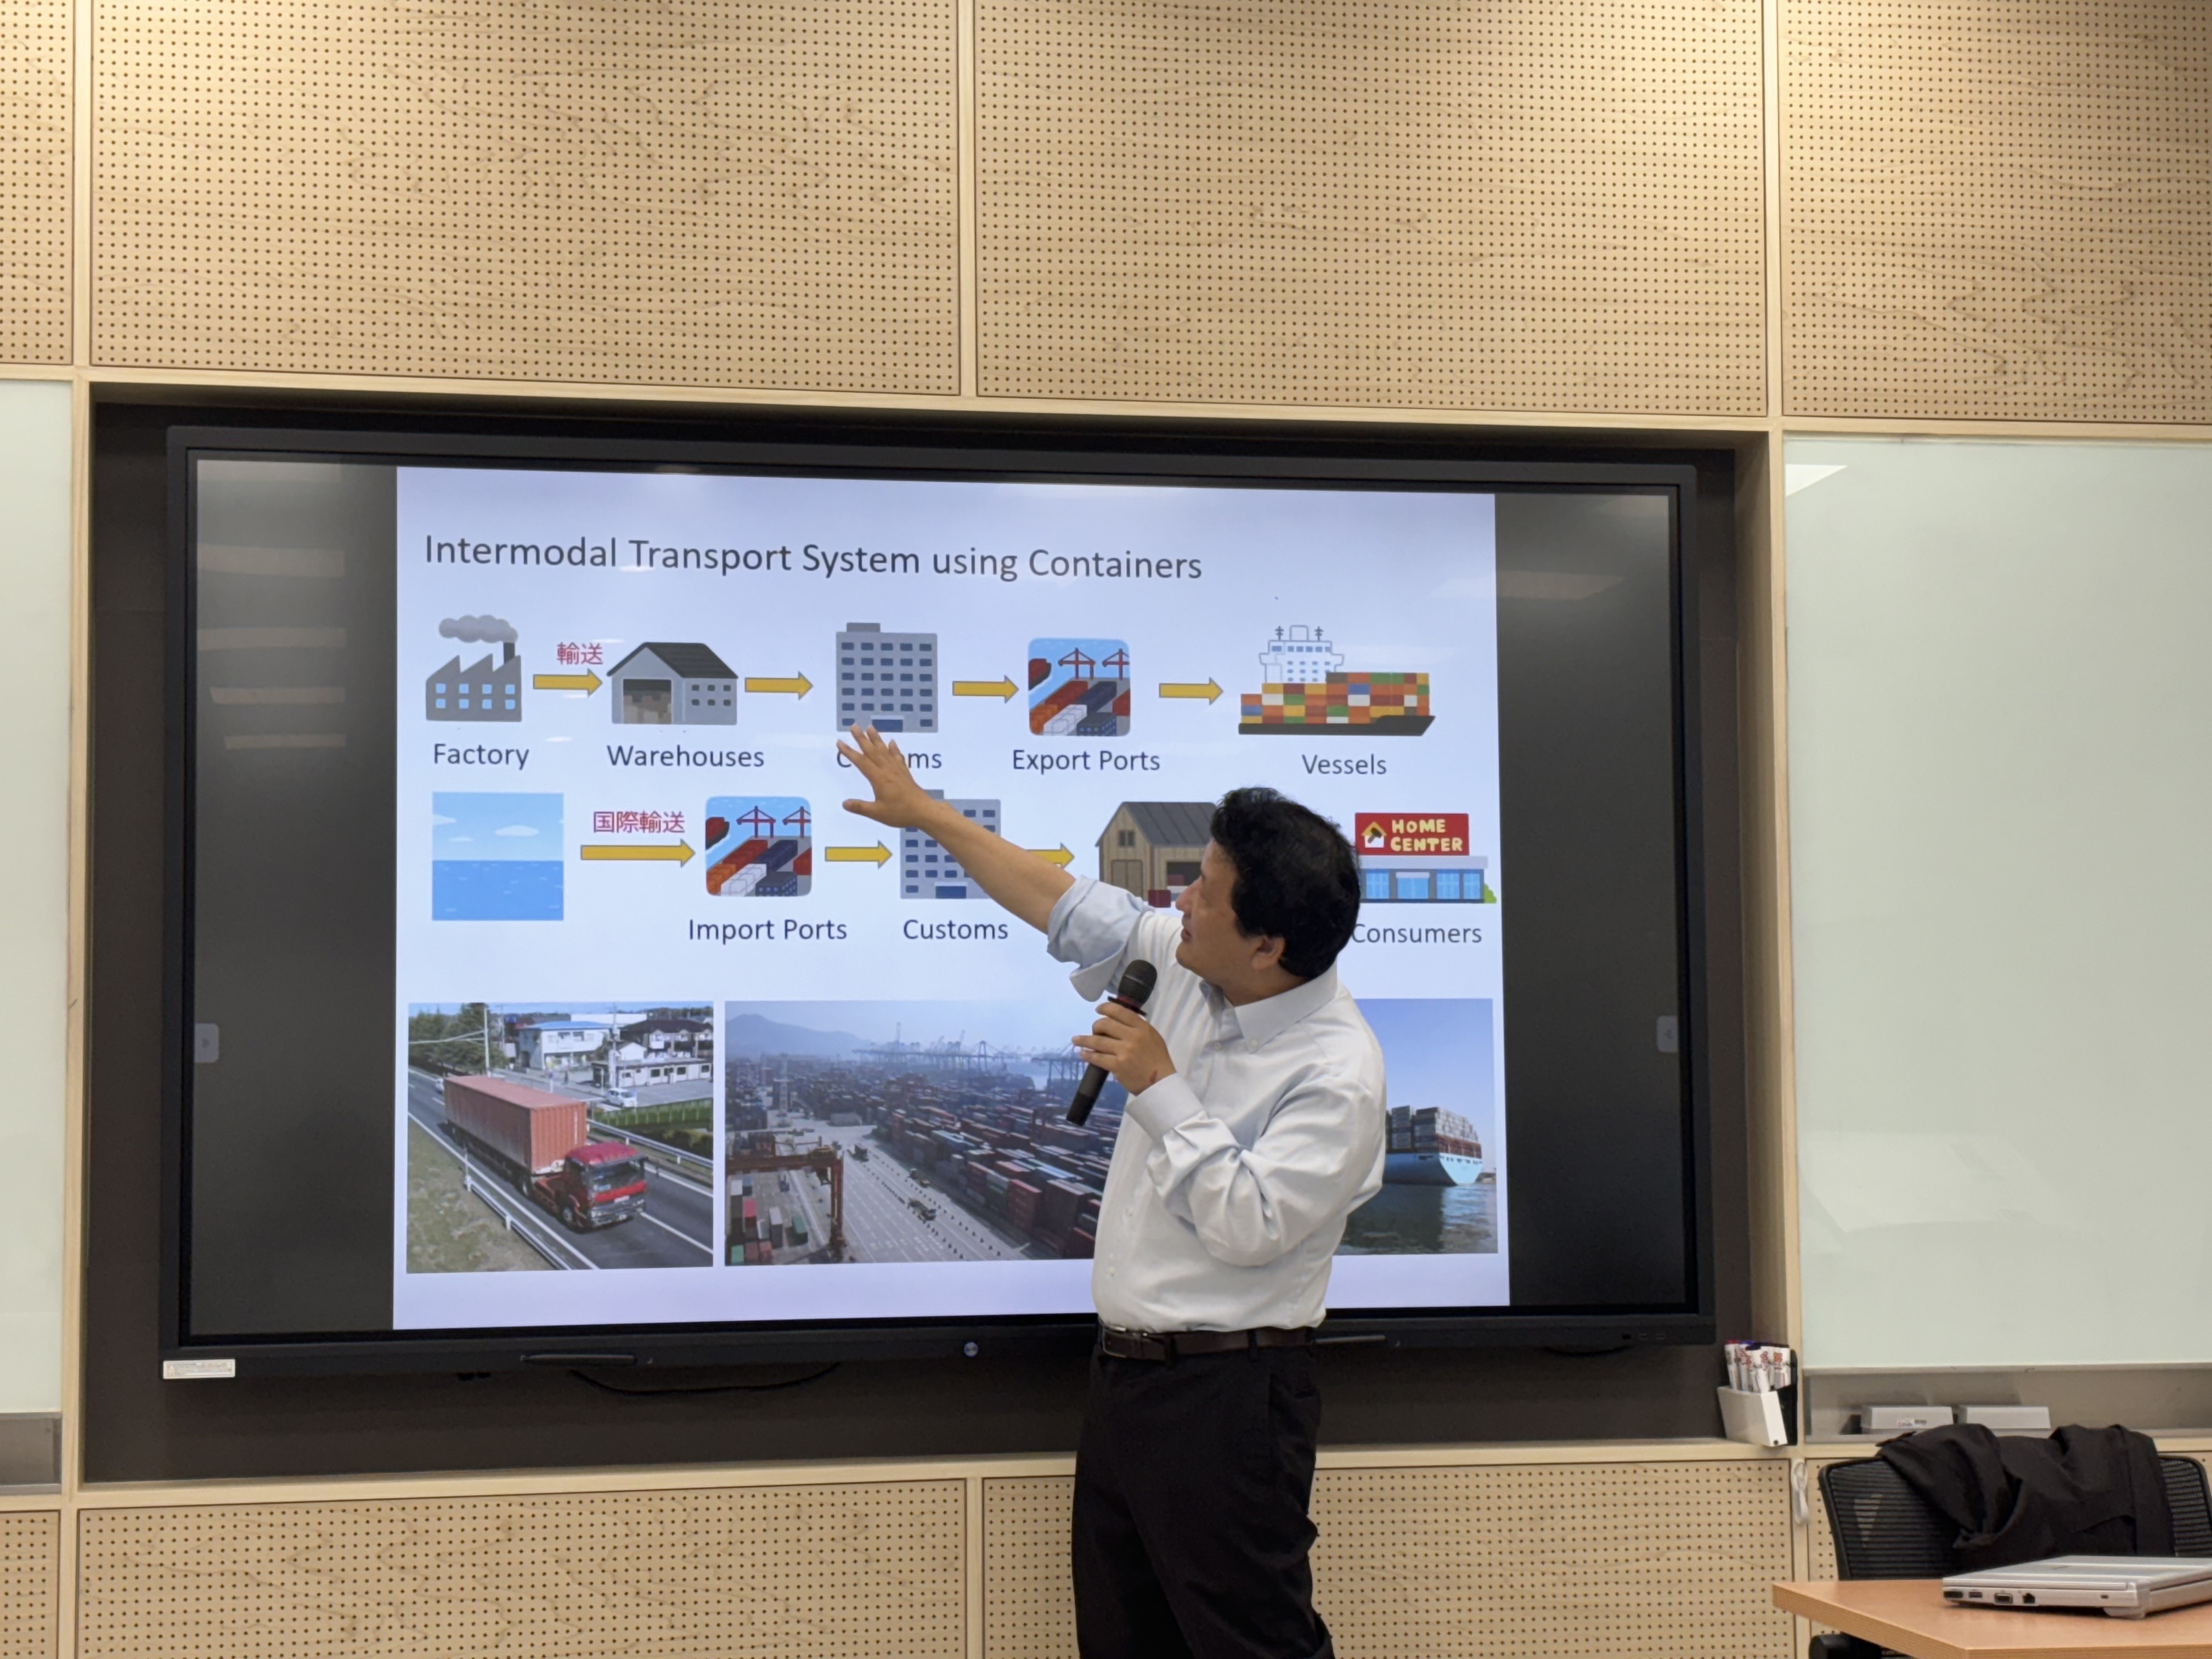 Intermodal Transport System using Containers
輸送
Factory
Warehouses
Export Ports
Vessels
国際輸送
HOME
CENTER
Import Ports
Customs
Consumers